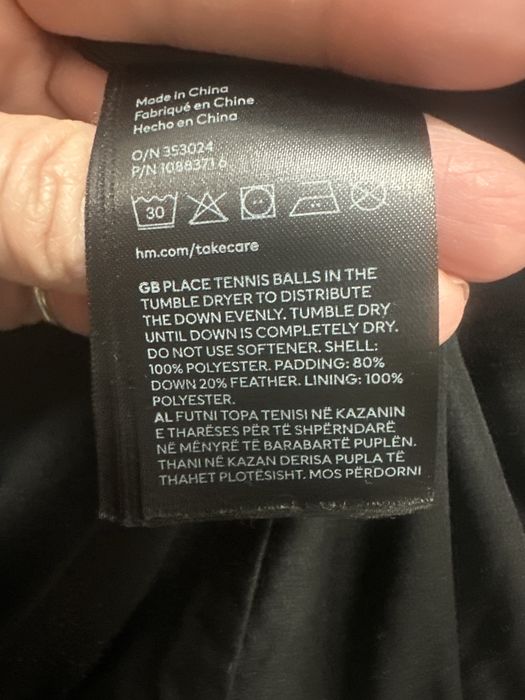 Made in China
Fabriqué en Chine
Hecho en China
O/N 353024
P/N 10883716
30
hm.com/takecare
GB PLACE TENNIS BALLS IN THE
TUMBLE DRYER TO DISTRIBUTE
THE DOWN EVENLY. TUMBLE DRY
UNTIL DOWN IS COMPLETELY DRY.
DO NOT USE SOFTENER. SHELL:
100% POLYESTER. PADDING: 80%
DOWN 20% FEATHER. LINING: 100%
POLYESTER.
AL FUTNI TOPA TENISI NË KAZANIN
E THARËSES PËR TË SHPËRNDARË
NË MËNYRË TË BARABARTË PUPLËN.
THANI NË KAZAN DERISA PUPLA TË
THAHET PLOTËSISHT. MOS PËRDORNI